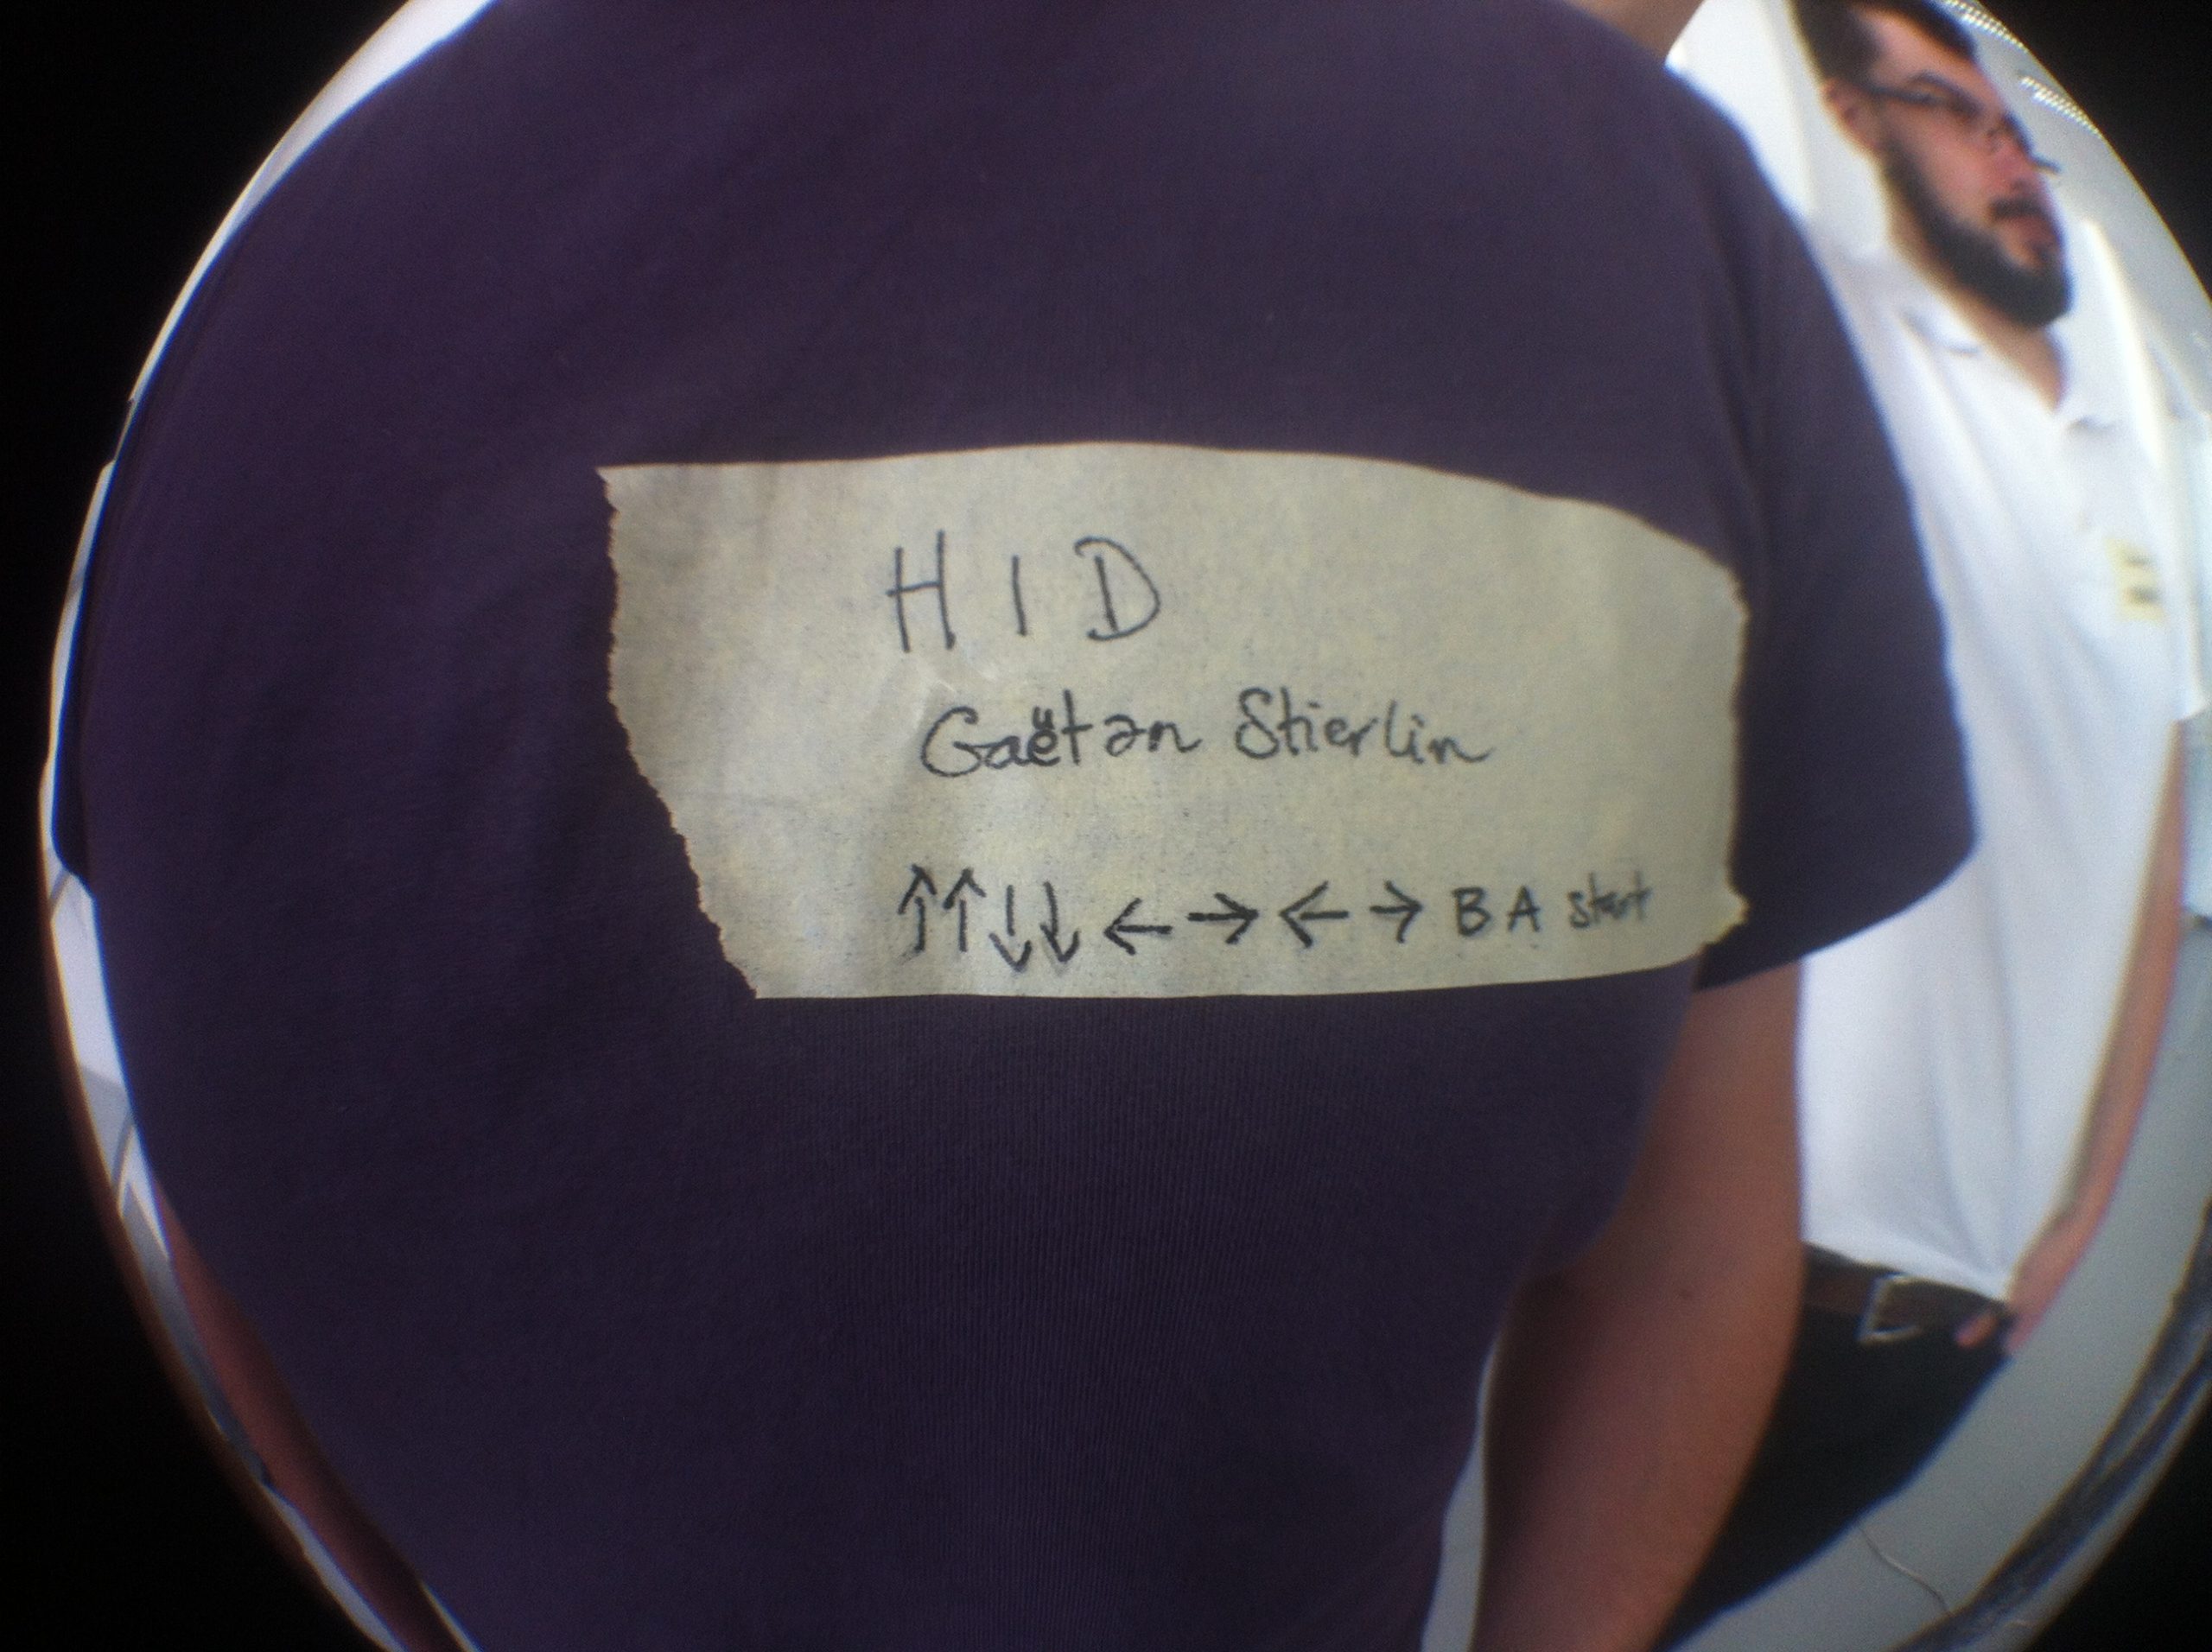 HID
Gaëtan Stierlin
↑↑↓↓←→←→ B A start